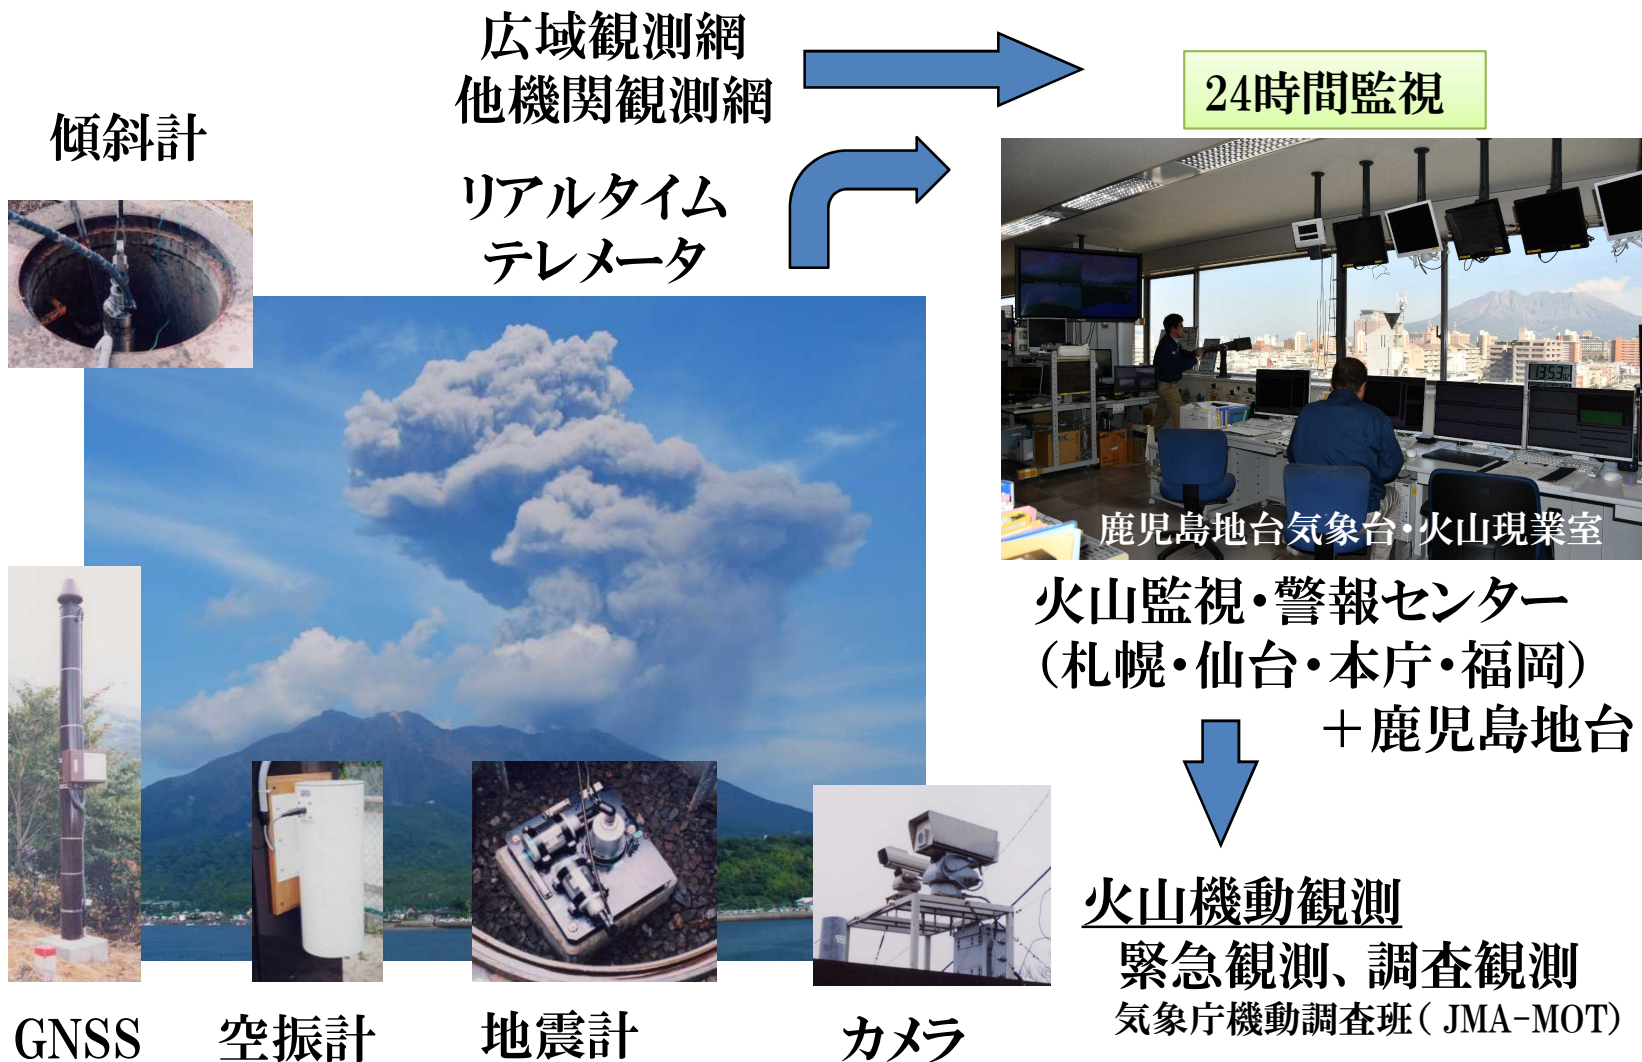 広域観測網
他機関観測網
24時間監視
傾斜計
リアルタイム
テレメータ
13:53
鹿児島地台気象台・火山現業室
火山監視・警報センター
（札幌・仙台・本庁・福岡）
＋鹿児島地台
火山機動観測
緊急観測、調査観測
気象庁機動調査班( JMA-MOT)
GNSS
空振計
地震計
カメラ